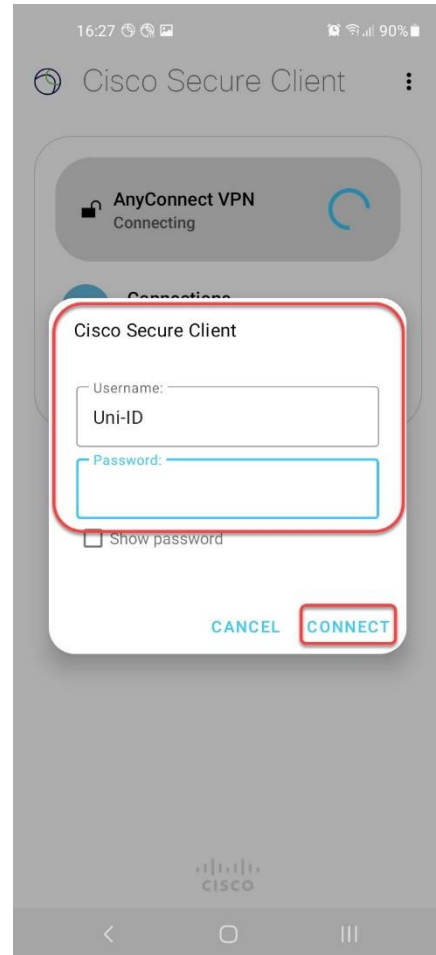 16:27 90%
Cisco Secure Client
AnyConnect VPN
Connecting
Connections
Cisco Secure Client
Username:
Uni-ID
Password:
Show password
CANCEL CONNECT
CISCO